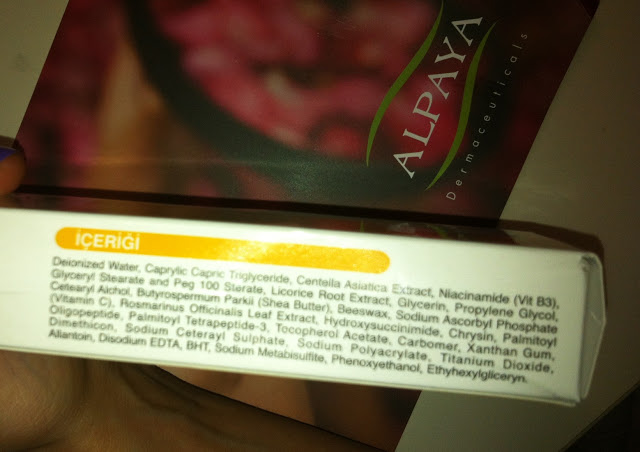 ALPAYA
Dermaceuticals
İÇERİĞİ
Deionized Water, Caprylic Capric Triglyceride, Centella Asiatica Extract, Niacinamide (Vit B3),
Glyceryl Stearate and Peg 100 Sterate, Licorice Root Extract, Glycerin, Propylene Glycol,
Cetearyl Alchol, Butyrospermum Parkii (Shea Butter), Beeswax, Sodium Ascorbyl Phosphate
(Vitamin C), Rosmarinus Officinalis Leaf Extract, Hydroxysuccinimide, Chrysin, Palmitoyl
Oligopeptide, Palmitoyl Tetrapeptide-3, Tocopherol Acetate, Carbomer, Xanthan Gum,
Dimethicon, Sodium Ceteraryl Sulphate, Sodium Polyacrylate, Titanium Dioxide,
Allantoin, Disodium EDTA, BHT, Sodium Metabisulfite, Phenoxyethanol, Ethyhexylgliceryn.